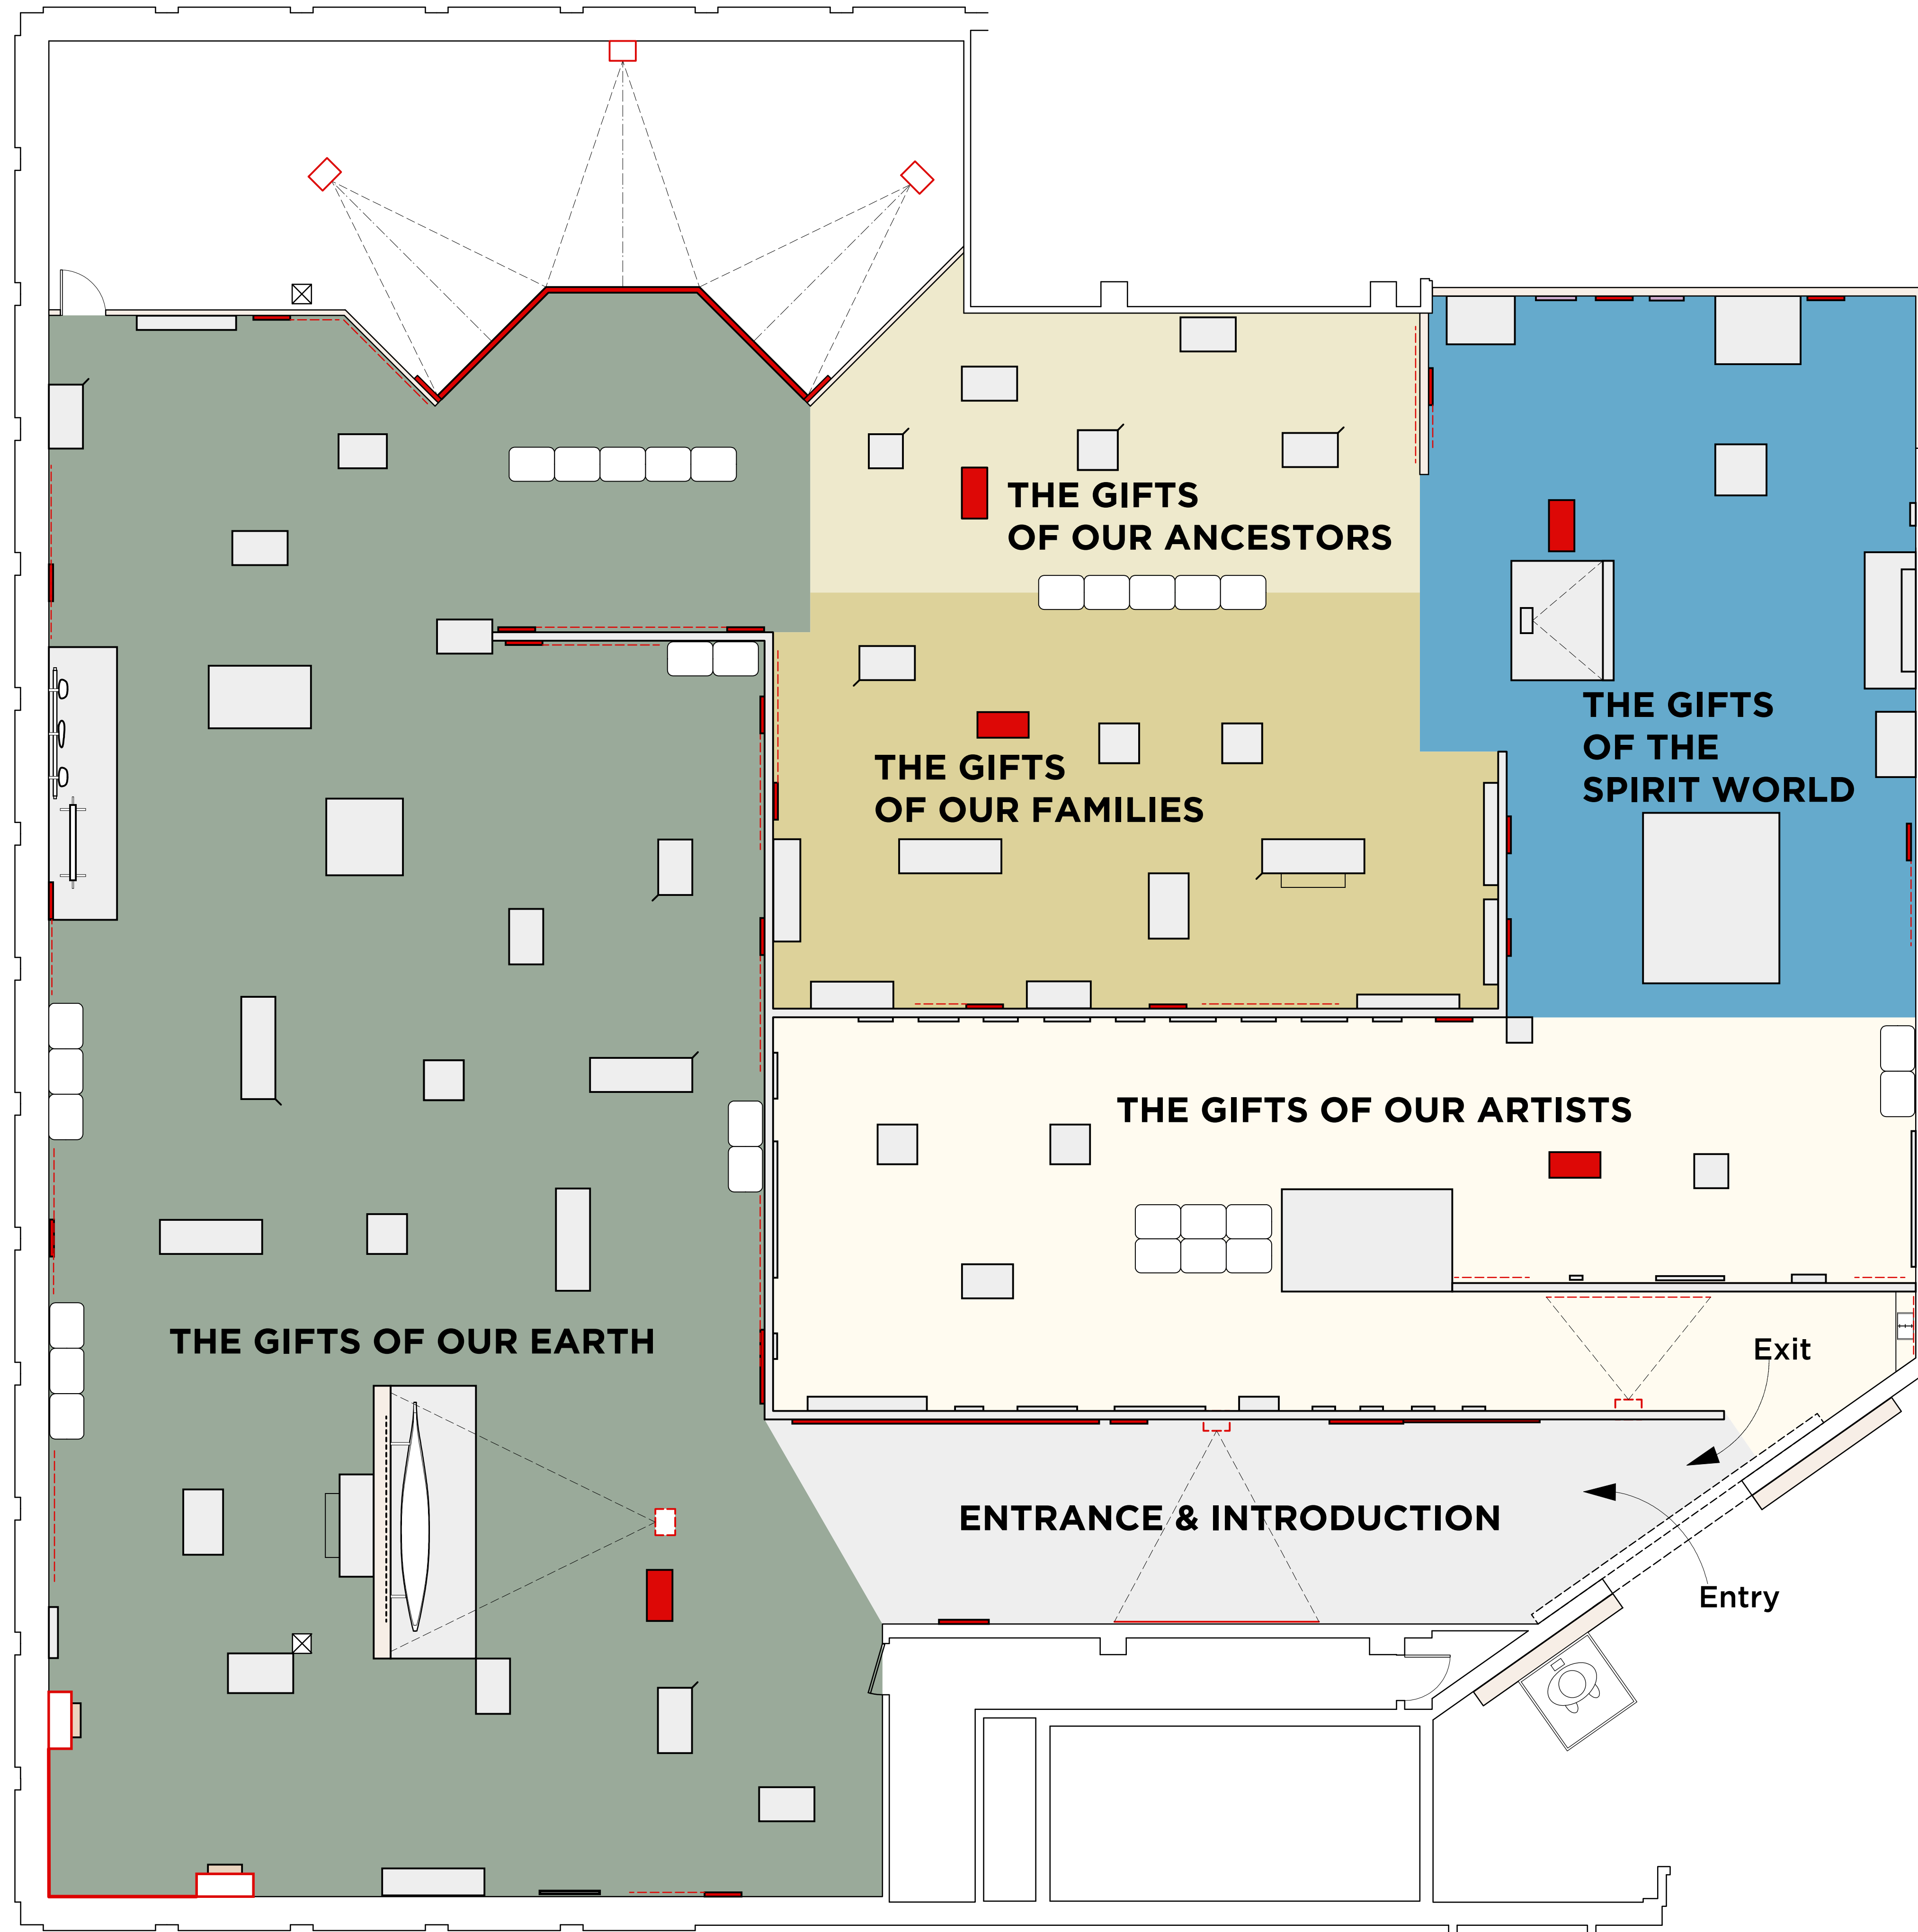 THE GIFTS
OF OUR ANCESTORS
THE GIFTS
OF THE
SPIRIT WORLD
THE GIFTS
OF OUR FAMILIES
THE GIFTS OF OUR ARTISTS
THE GIFTS OF OUR EARTH
Exit
ENTRANCE & INTRODUCTION
Entry